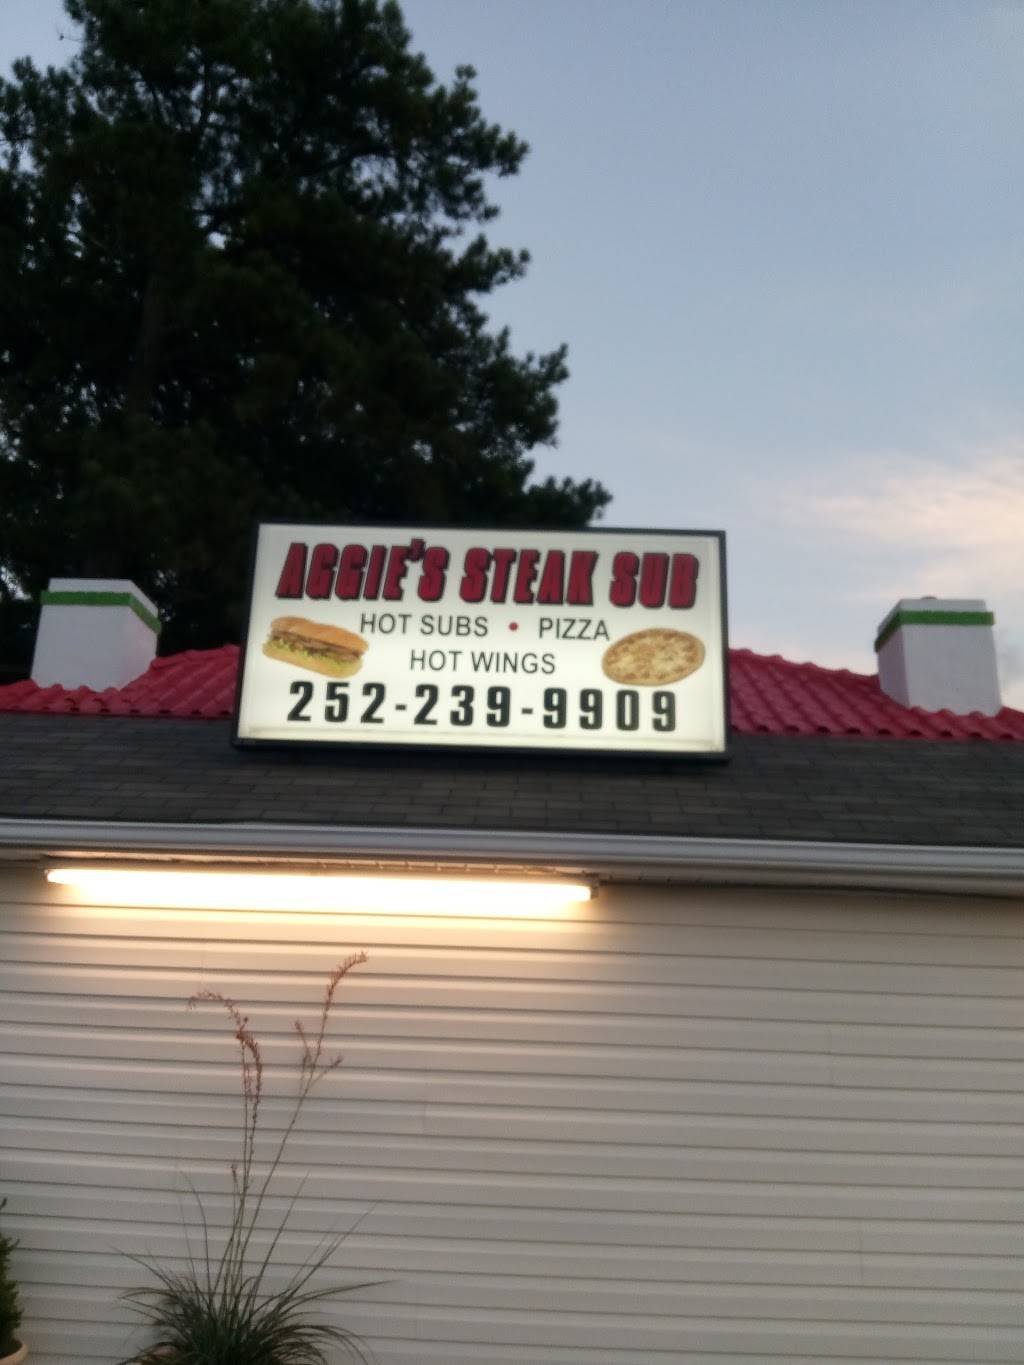 AGGIE'S STEAK SUB
HOT SUBS • PIZZA
HOT WINGS
252-239-9909